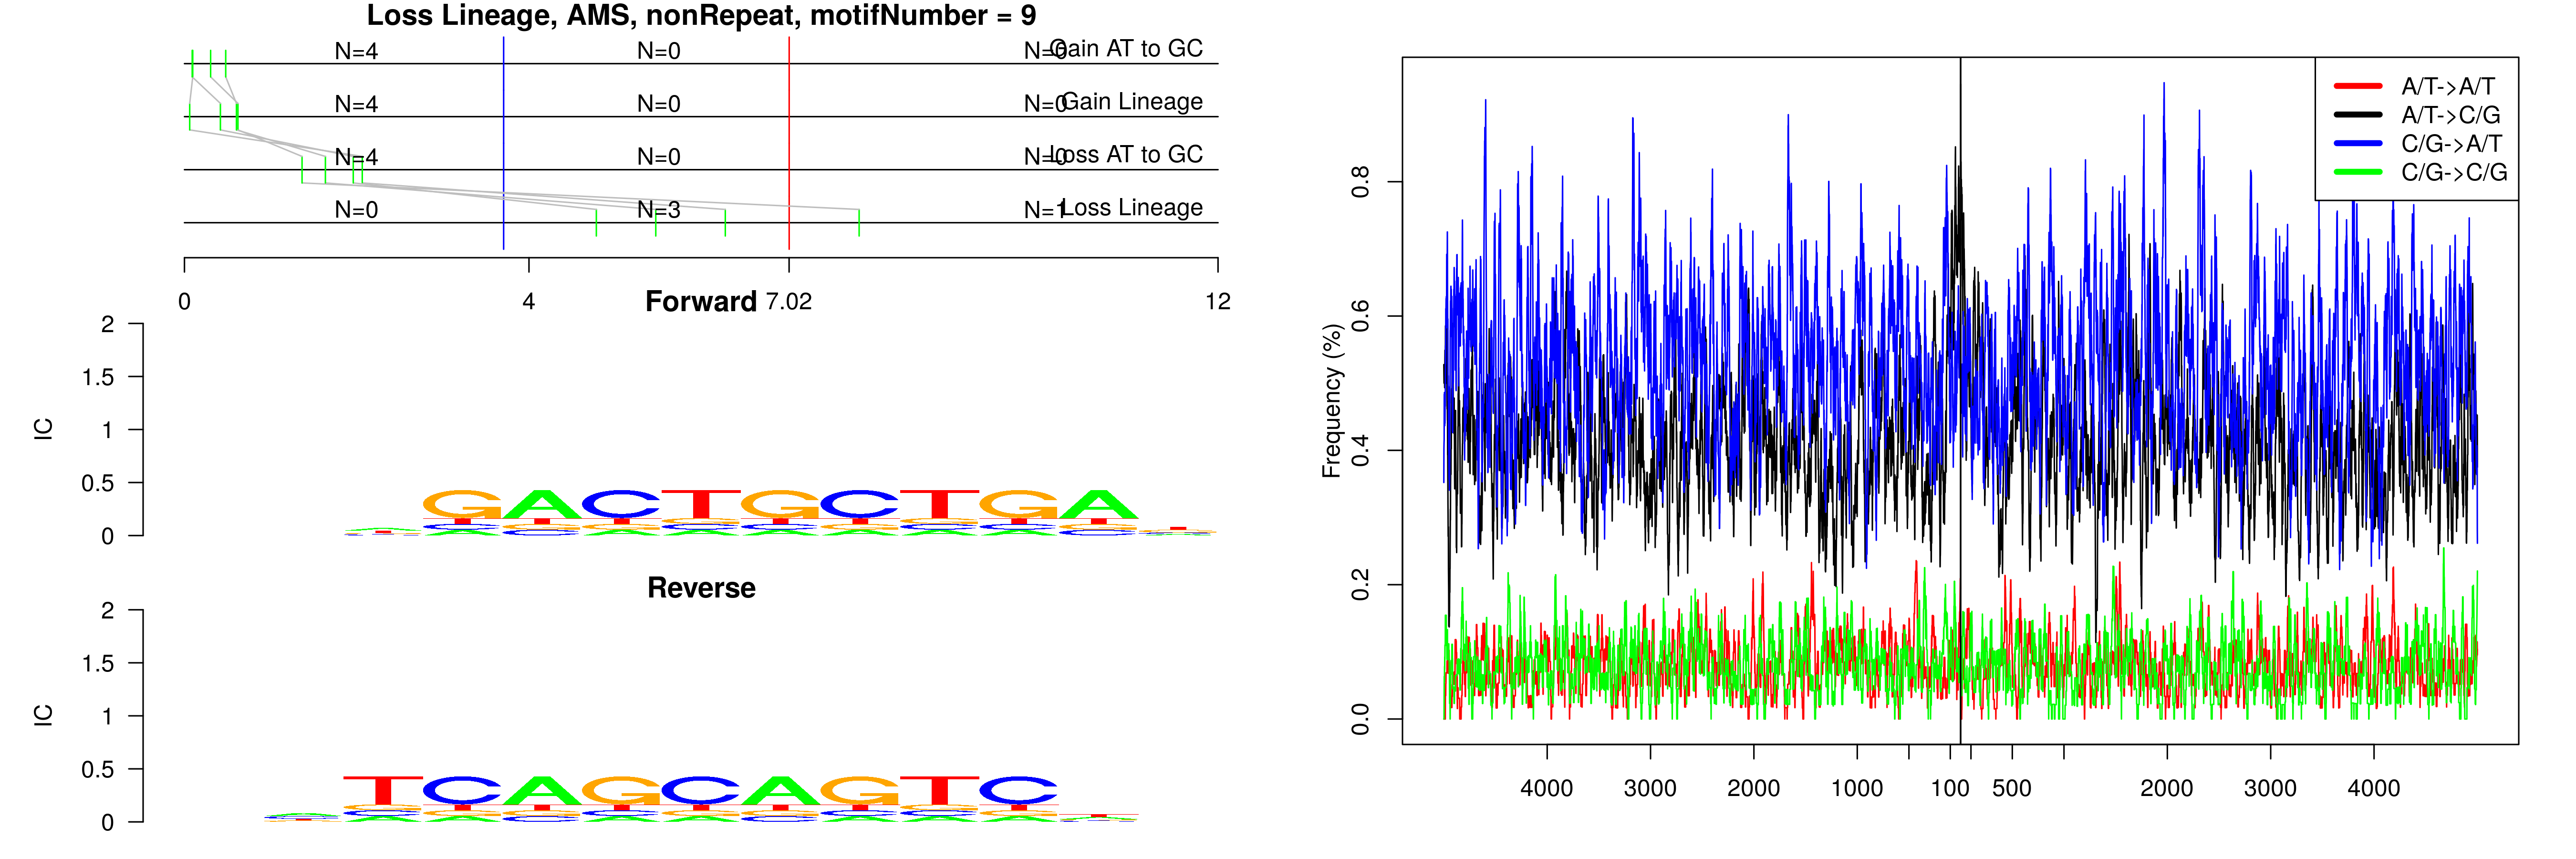 Loss Lineage, AMS, nonRepeat, motifNumber = 9
N=4 N=0 N=0 Gain AT to GC
N=4 N=0 N=0 Gain Lineage
N=4 N=0 N=0 Loss AT to GC
N=0 N=3 N=1 Loss Lineage
0 4 7.02 12
Forward
2
1.5
1
0.5
0
IC
GACTGCTGA
Reverse
2
1.5
1
0.5
0
IC
TCAGCAGTC
A/T->A/T
A/T->C/G
C/G->A/T
C/G->C/G
Frequency (%)
0.8
0.6
0.4
0.2
0.0
4000 3000 2000 1000 100 500 2000 3000 4000